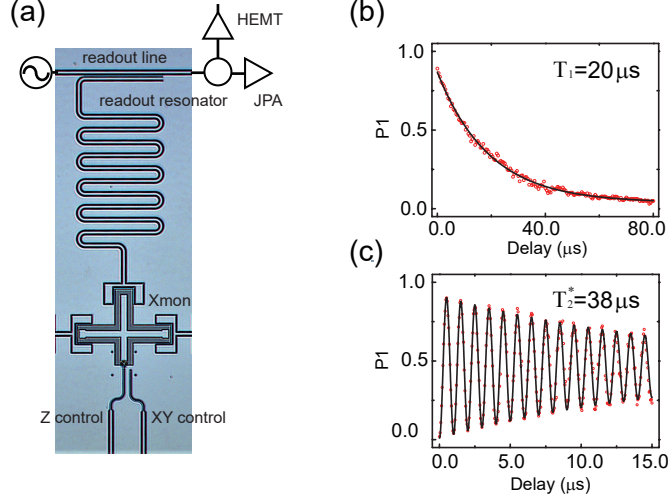 (a)
HEMT
readout line
readout resonator
JPA
Xmon
Z control
XY control
(b)
T₁=20μs
P1
1.0
0.5
0.0
0.0
40.0
80.0
Delay (μs)
(c)
T₂*=38μs
P1
1.0
0.5
0.0
0.0
5.0
10.0
15.0
Delay (μs)